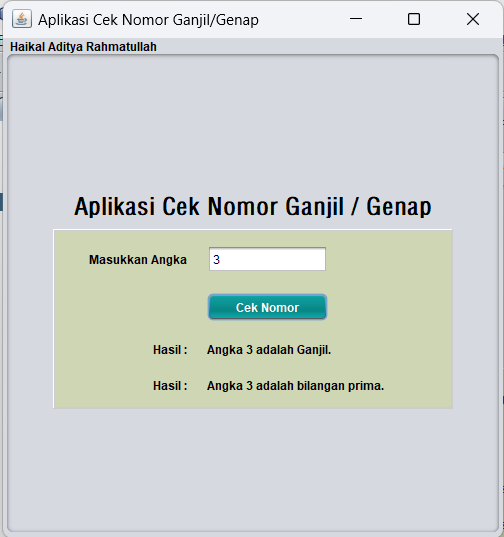 Aplikasi Cek Nomor Ganjil/Genap
Haikal Aditya Rahmatullah
Aplikasi Cek Nomor Ganjil / Genap
Masukkan Angka 3
Cek Nomor
Hasil : Angka 3 adalah Ganjil.
Hasil : Angka 3 adalah bilangan prima.